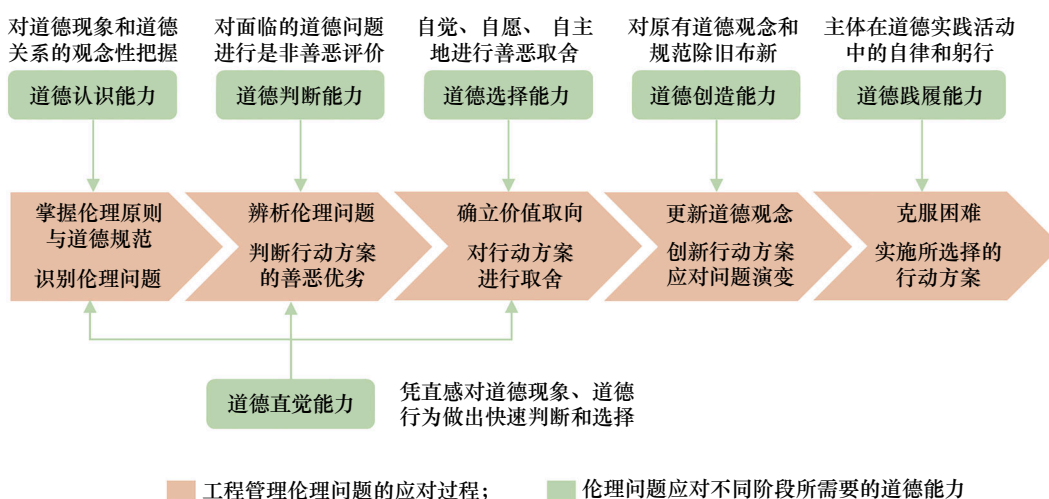 对道德现象和道德
关系的观念性把握
对面临的道德问题
进行是非善恶评价
自觉、自愿、 自主
地进行善恶取舍
对原有道德观念和
规范除旧布新
主体在道德实践活动
中的自律和躬行
道德认识能力
道德判断能力
道德选择能力
道德创造能力
道德践履能力
掌握伦理原则
与道德规范
识别伦理问题
辨析伦理问题
判断行动方案
的善恶优劣
确立价值取向
对行动方案
进行取舍
更新道德观念
创新行动方案
应对问题演变
克服困难
实施所选择的
行动方案
道德直觉能力
凭直感对道德现象、道德
行为做出快速判断和选择
工程管理伦理问题的应对过程；
伦理问题应对不同阶段所需要的道德能力